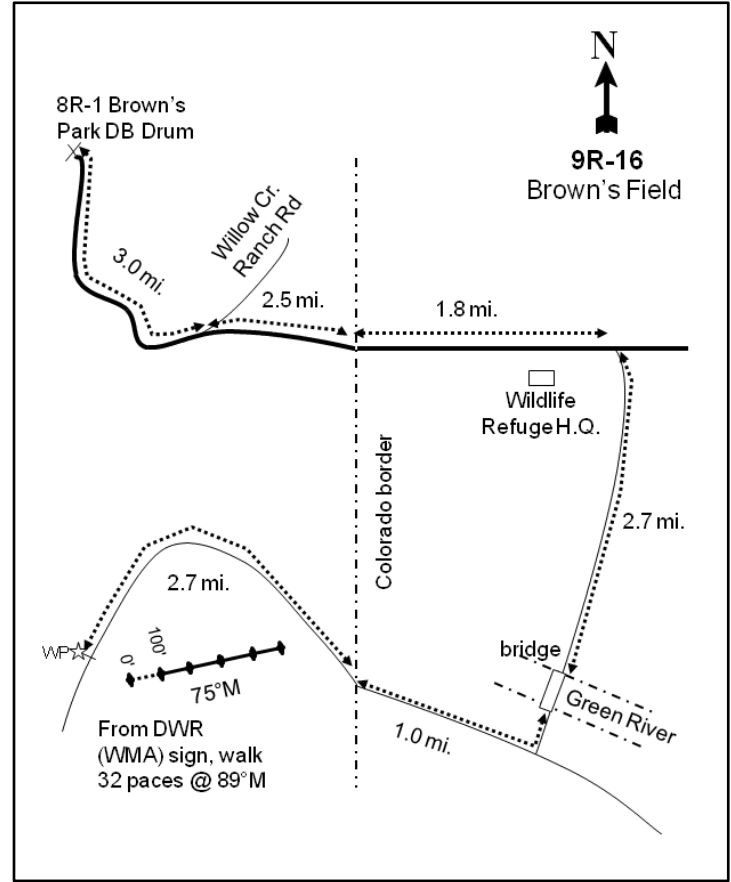 N
9R-16
Brown's Field
8R-1 Brown's
Park DB Drum
Willow Cr.
Ranch Rd
3.0 mi.
2.5 mi.
1.8 mi.
Wildlife
Refuge H.Q.
Colorado border
2.7 mi.
2.7 mi.
bridge
Green River
WP
0'
100'
75°M
1.0 mi.
From DWR
(WMA) sign, walk
32 paces @ 89°M